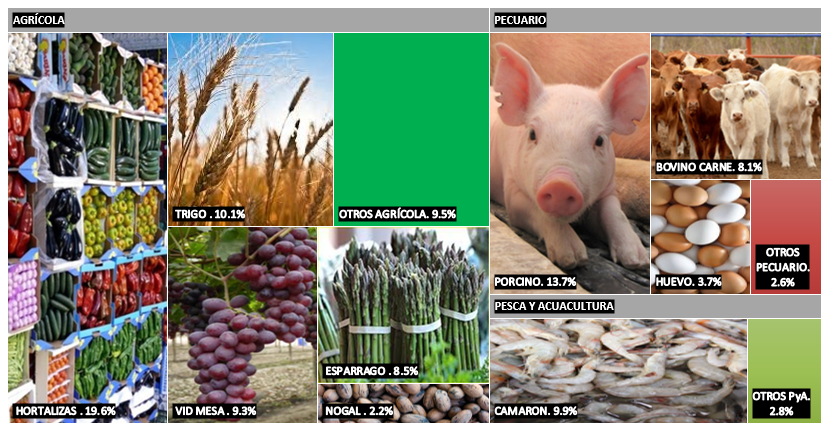 AGRÍCOLA
HORTALIZAS . 19.6%
TRIGO . 10.1%
OTROS AGRÍCOLA. 9.5%
VID MESA . 9.3%
ESPARRAGO . 8.5%
NOGAL . 2.2%
PECUARIO
PORCINO. 13.7%
BOVINO CARNE. 8.1%
HUEVO. 3.7%
OTROS
PECUARIO.
2.6%
PESCA Y ACUACULTURA
CAMARON. 9.9%
OTROS PyA.
2.8%